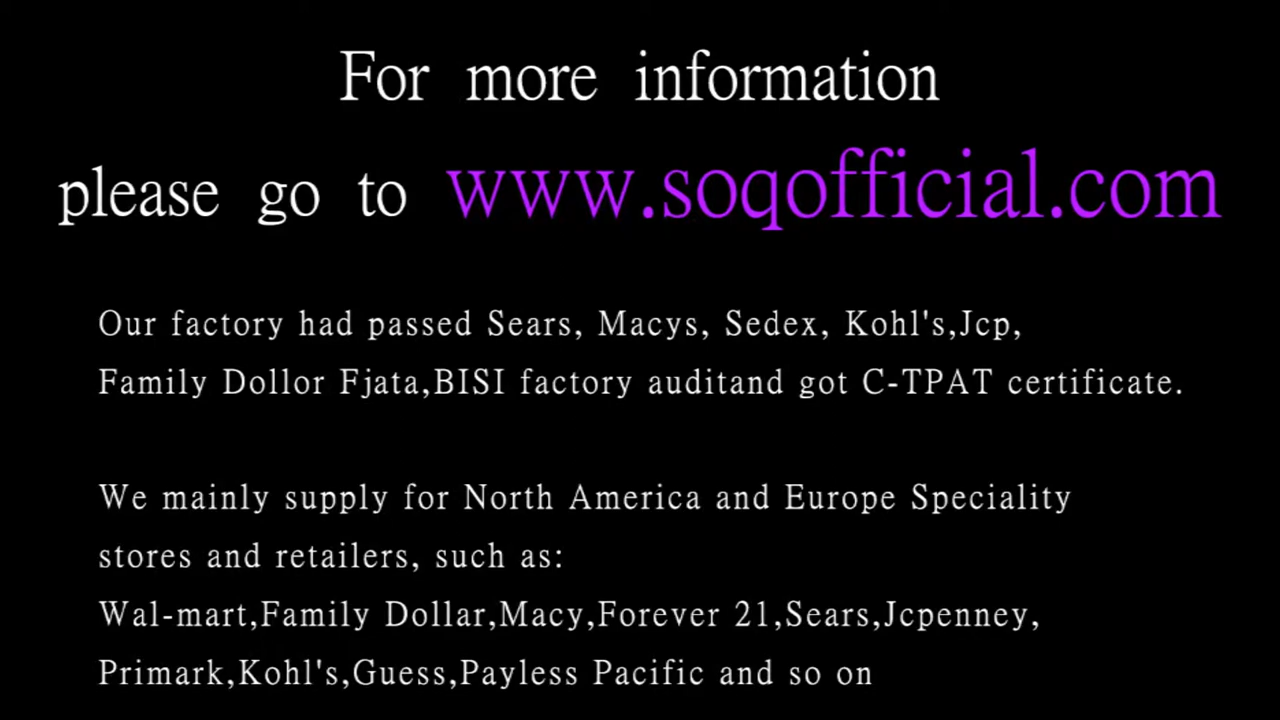 For more information
please go to www.soqofficial.com
Our factory had passed Sears, Macys, Sedex, Kohl's,Jcp,
Family Dollor Fjata,BISI factory auditand got C-TPAT certificate.
We mainly supply for North America and Europe Speciality
stores and retailers, such as:
Wal-mart,Family Dollar,Macy,Forever 21,Sears,Jcpenney,
Primark,Kohl's,Guess,Payless Pacific and so on